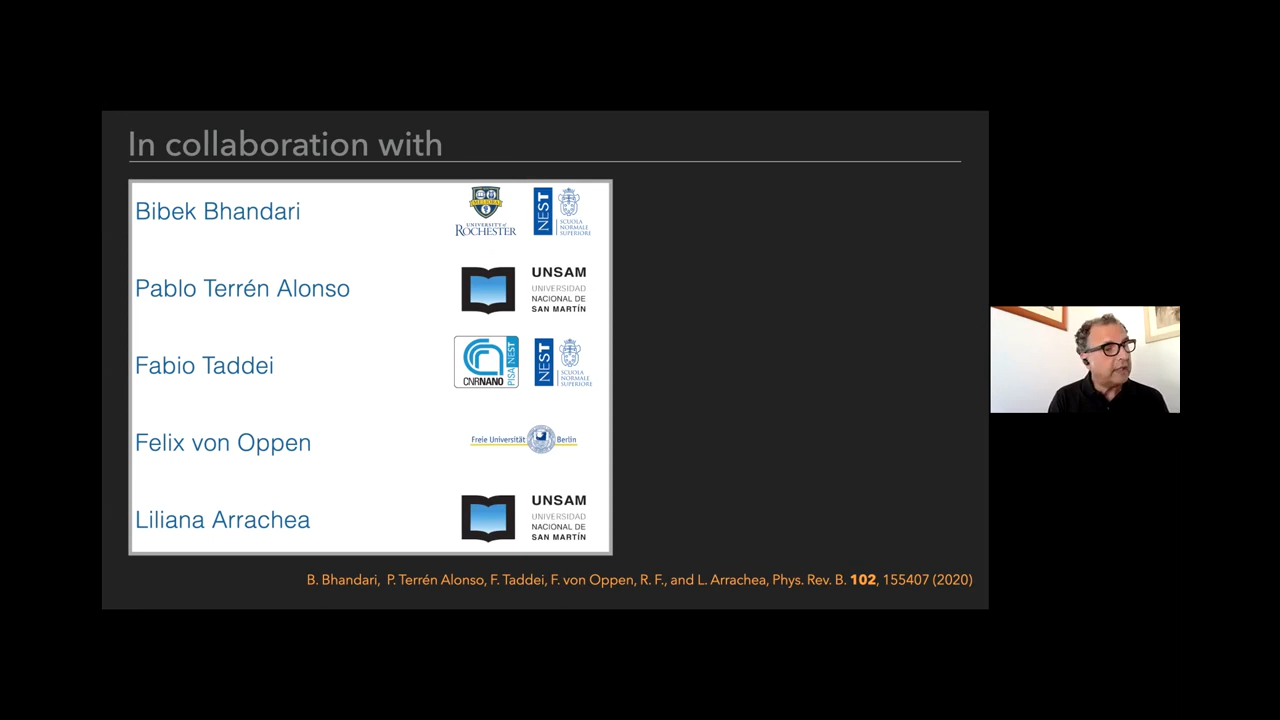 In collaboration with
Bibek Bhandari
MELIORA
UNIVERSITY of
ROCHESTER
NEST
SCUOLA
NORMALE
SUPERIORE
Pablo Terrén Alonso
UNSAM
UNIVERSIDAD
NACIONAL DE
SAN MARTÍN
Fabio Taddei
CNRNANO
PISA NEST
NEST
SCUOLA
NORMALE
SUPERIORE
Felix von Oppen
Freie Universität Berlin
Liliana Arrachea
UNSAM
UNIVERSIDAD
NACIONAL DE
SAN MARTÍN
B. Bhandari, P. Terrén Alonso, F. Taddei, F. von Oppen, R. F., and L. Arrachea, Phys. Rev. B. 102, 155407 (2020)